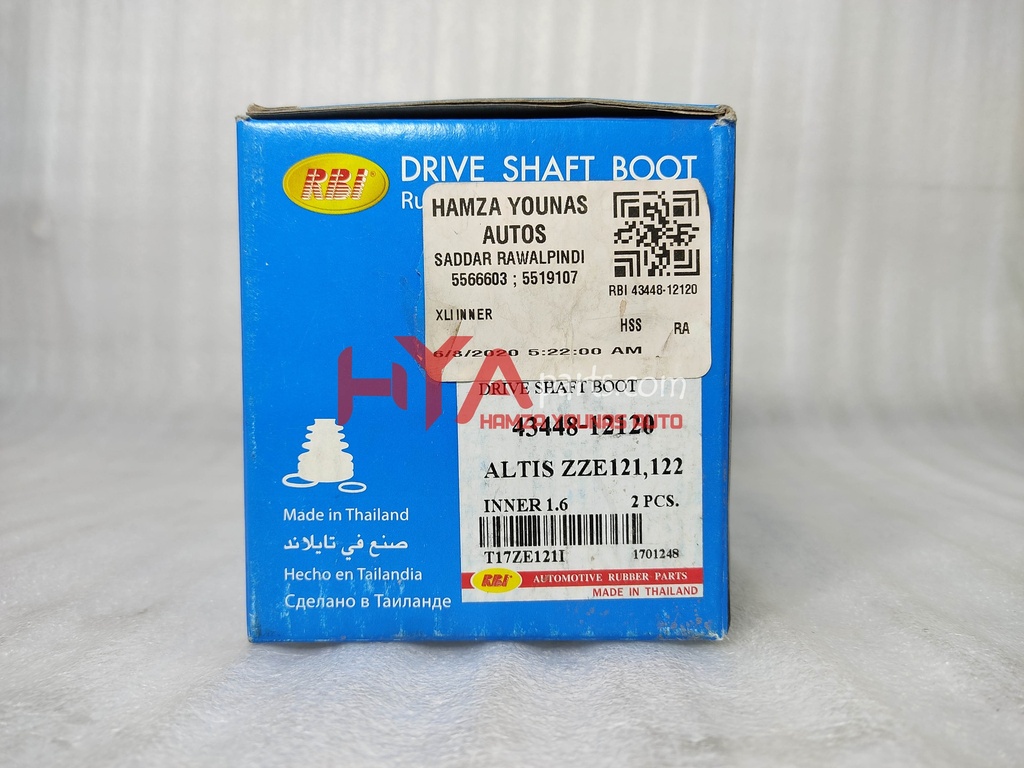 RBI
DRIVE SHAFT BOOT
Ru
HAMZA YOUNAS
AUTOS
SADDAR RAWALPINDI
5566603 ; 5519107
RBI 43448-12120
XLI INNER
HSS
RA
6/8/2020 5:22:00 AM
HYA parts.com
HAMZA YOUNAS AUTO
DRIVE SHAFT BOOT
43448-12120
ALTIS ZZE121,122
INNER 1.6 2 PCS.
T17ZE121I 1701248
RBI AUTOMOTIVE RUBBER PARTS
MADE IN THAILAND
Made in Thailand
صنع في تايلاند
Hecho en Tailandia
Сделано в Таиланде